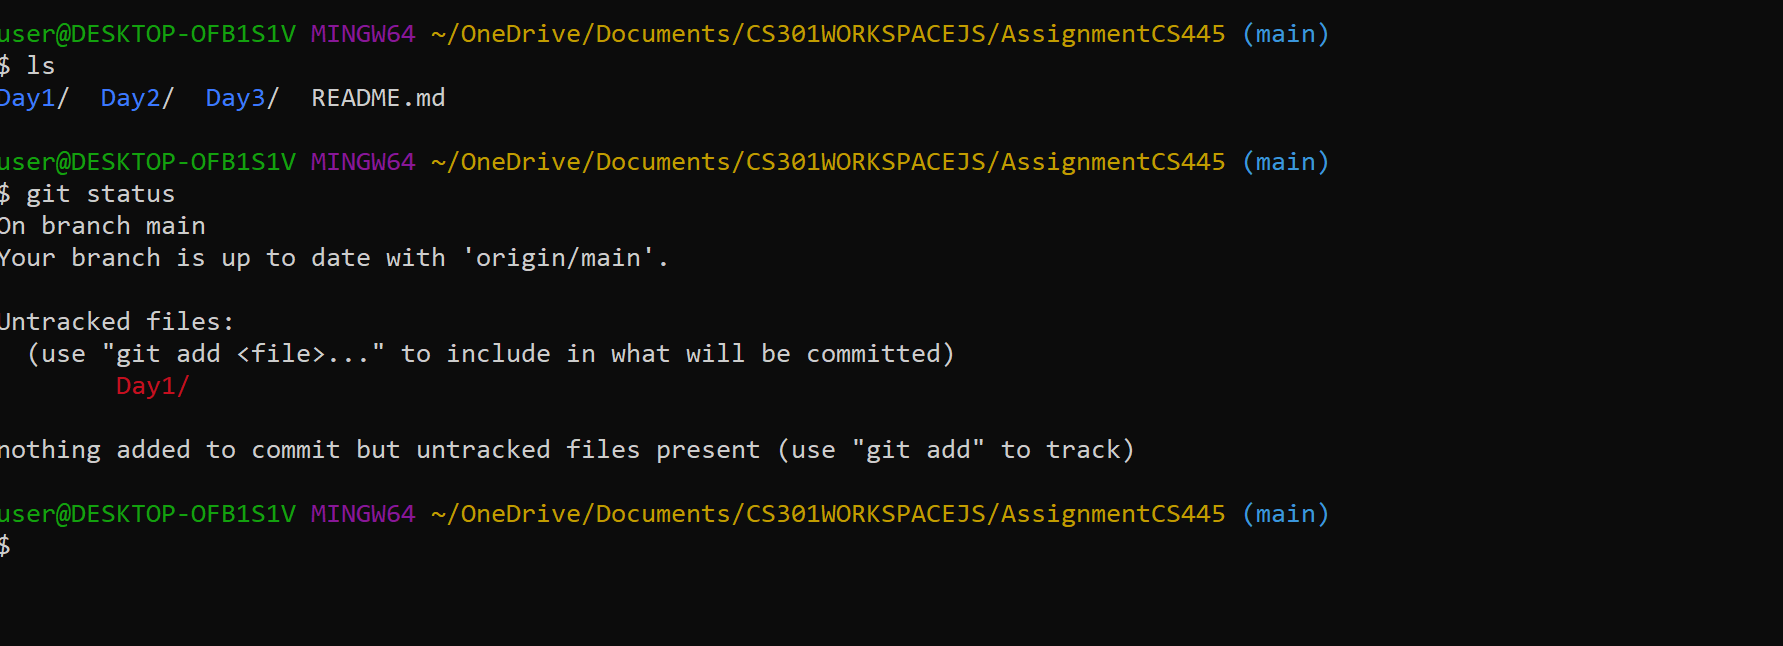 user@DESKTOP-OFB1S1V MINGW64 ~/OneDrive/Documents/CS301WORKSPACEJS/AssignmentCS445 (main)
$ ls
Day1/  Day2/  Day3/  README.md
user@DESKTOP-OFB1S1V MINGW64 ~/OneDrive/Documents/CS301WORKSPACEJS/AssignmentCS445 (main)
$ git status
On branch main
Your branch is up to date with 'origin/main'.
Untracked files:
  (use "git add <file>..." to include in what will be committed)
        Day1/
nothing added to commit but untracked files present (use "git add" to track)
user@DESKTOP-OFB1S1V MINGW64 ~/OneDrive/Documents/CS301WORKSPACEJS/AssignmentCS445 (main)
$